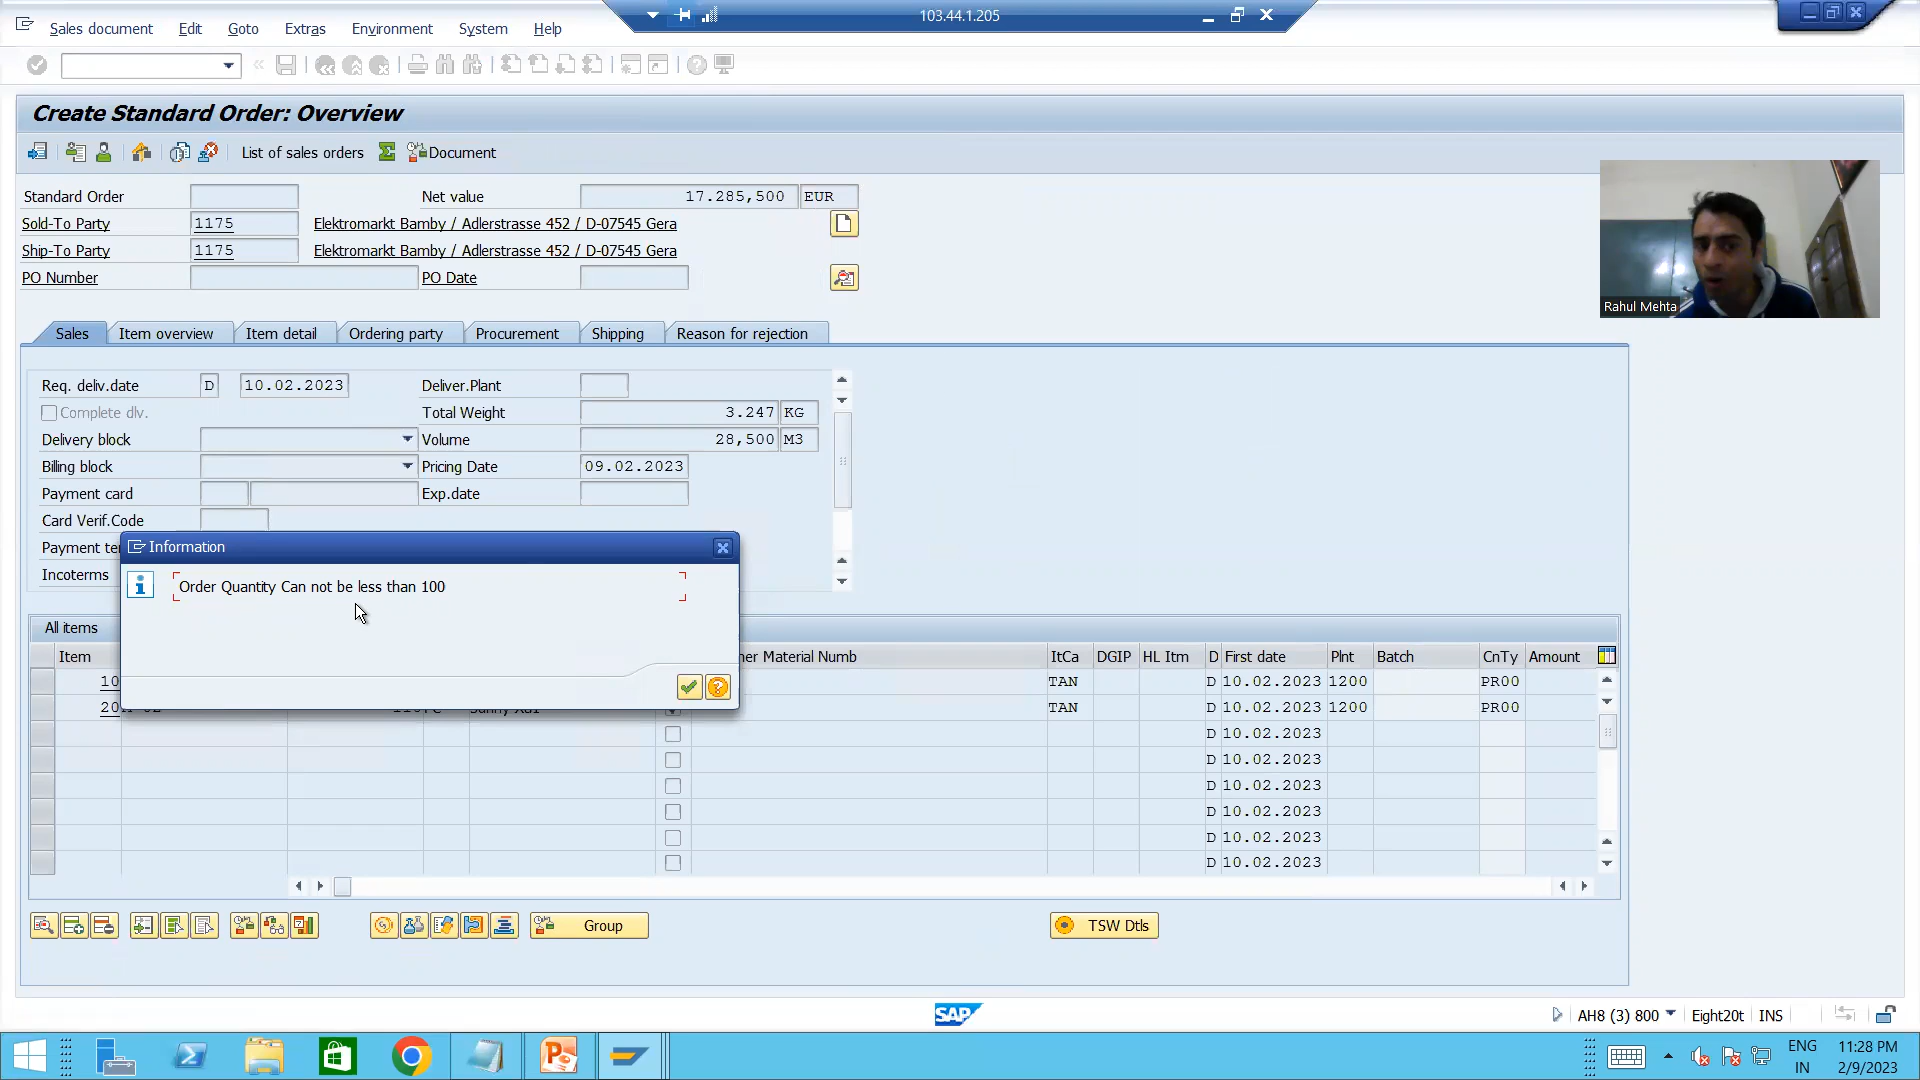 103.44.1.205
Sales document Edit Goto Extras Environment System Help
Create Standard Order: Overview
List of sales orders Document
Standard Order Net value 17.285,500 EUR
Sold-To Party 1175 Elektromarkt Bamby / Adlerstrasse 452 / D-07545 Gera
Ship-To Party 1175 Elektromarkt Bamby / Adlerstrasse 452 / D-07545 Gera
PO Number PO Date
Rahul Mehta
Sales Item overview Item detail Ordering party Procurement Shipping Reason for rejection
Req. deliv.date D 10.02.2023 Deliver.Plant
Complete dlv. Total Weight 3.247 KG
Delivery block Volume 28,500 M3
Billing block Pricing Date 09.02.2023
Payment card Exp.date
Card Verif.Code
Payment te
Incoterms
Information
Order Quantity Can not be less than 100
All items
Item er Material Numb ItCa DGIP HL Itm D First date Plnt Batch CnTy Amount
10 TAN D 10.02.2023 1200 PR00
20 TAN D 10.02.2023 1200 PR00
D 10.02.2023
D 10.02.2023
D 10.02.2023
D 10.02.2023
D 10.02.2023
D 10.02.2023
Group TSW Dtls
SAP
AH8 (3) 800 Eight20t INS
ENG 11:28 PM
IN 2/9/2023